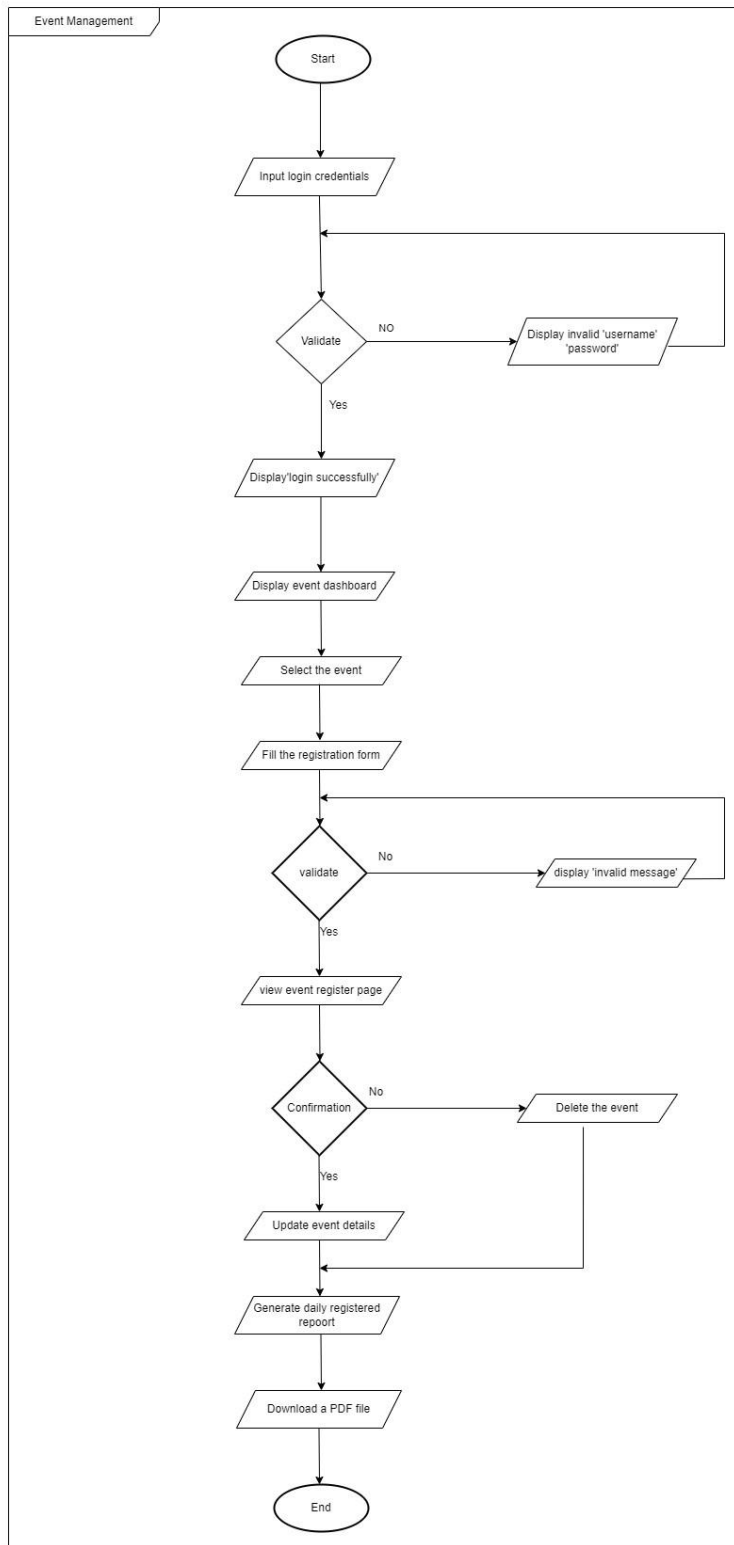 Event Management
Start
Input login credentials
Validate
NO
Display invalid 'username'
'password'
Yes
Display'login successfully'
Display event dashboard
Select the event
Fill the registration form
validate
No
display 'invalid message'
Yes
view event register page
Confirmation
No
Delete the event
Yes
Update event details
Generate daily registered
repoort
Download a PDF file
End